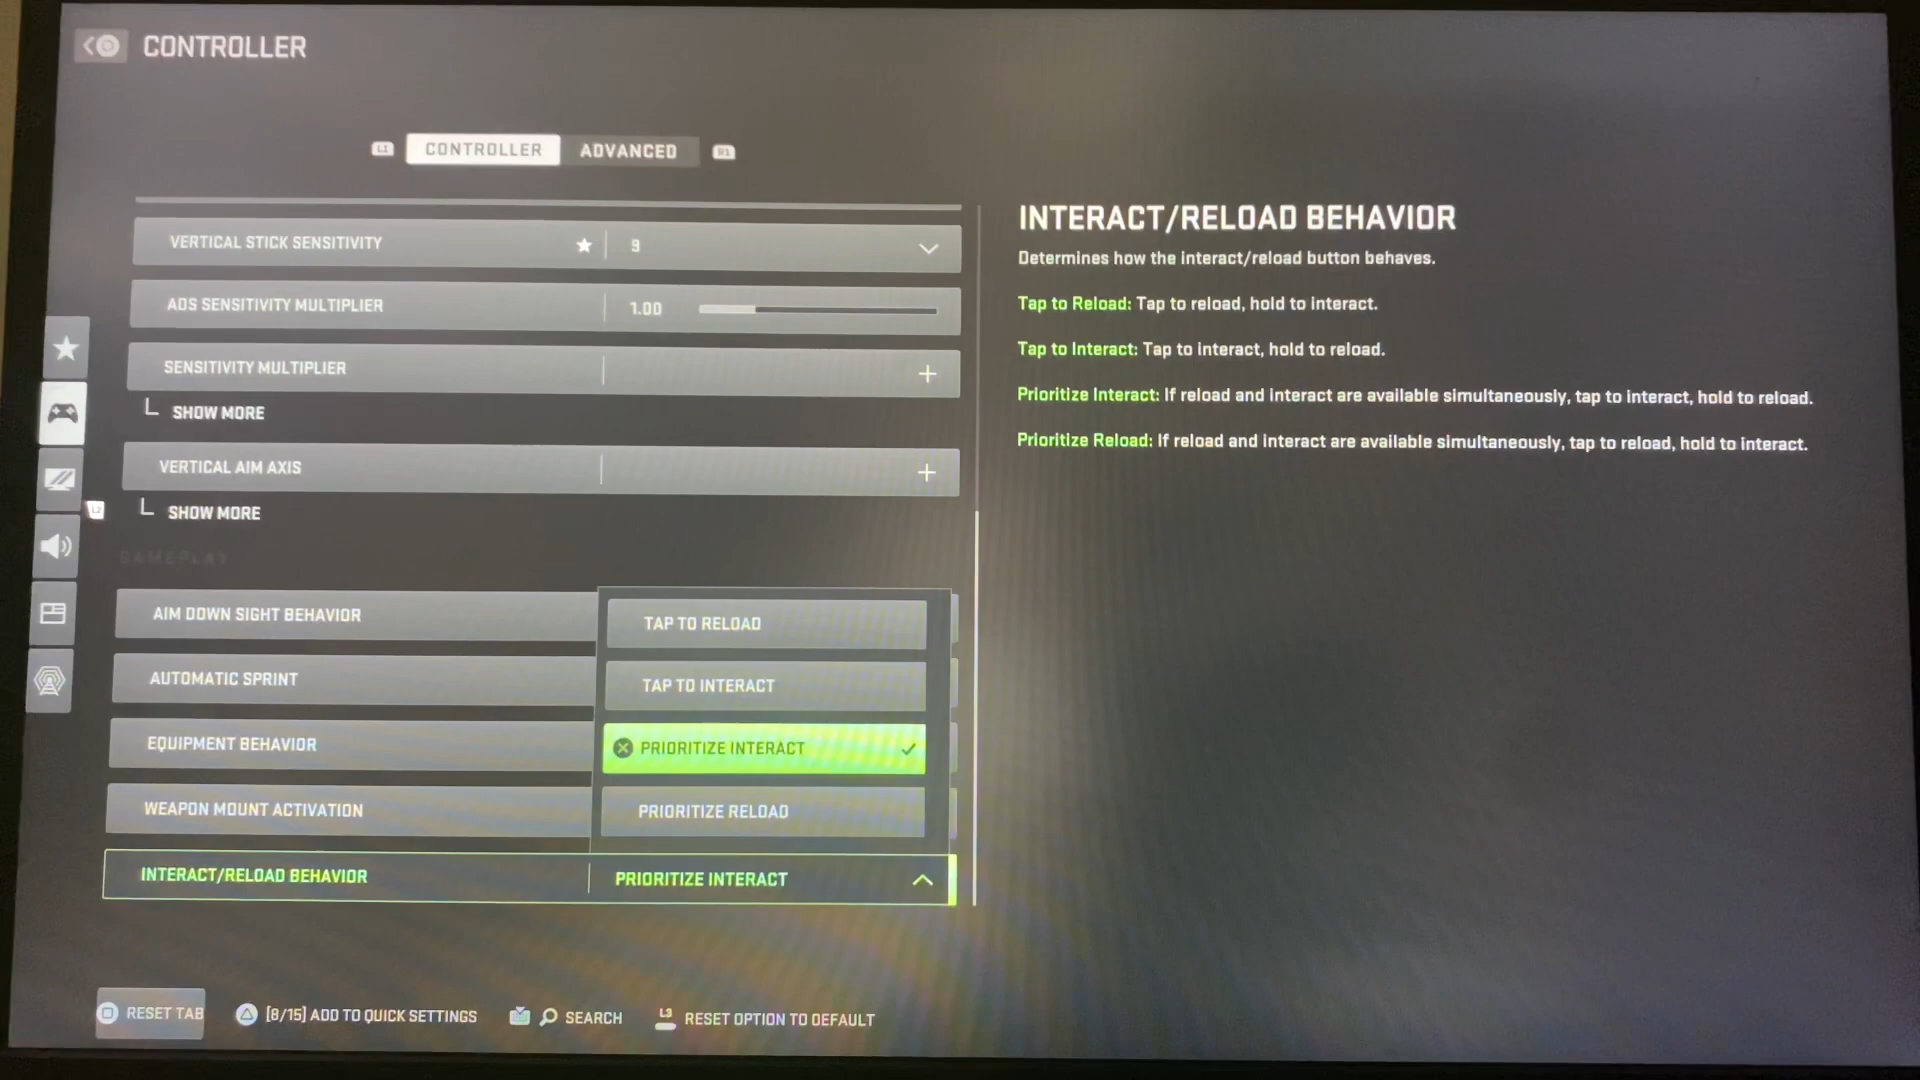 CONTROLLER
L1 CONTROLLER ADVANCED R1
VERTICAL STICK SENSITIVITY 9
ADS SENSITIVITY MULTIPLIER 1.00
SENSITIVITY MULTIPLIER
SHOW MORE
VERTICAL AIM AXIS
L2 SHOW MORE
GAMEPLAY
AIM DOWN SIGHT BEHAVIOR
TAP TO RELOAD
AUTOMATIC SPRINT
TAP TO INTERACT
EQUIPMENT BEHAVIOR
PRIORITIZE INTERACT
WEAPON MOUNT ACTIVATION
PRIORITIZE RELOAD
INTERACT/RELOAD BEHAVIOR PRIORITIZE INTERACT
INTERACT/RELOAD BEHAVIOR
Determines how the interact/reload button behaves.
Tap to Reload: Tap to reload, hold to interact.
Tap to Interact: Tap to interact, hold to reload.
Prioritize Interact: If reload and interact are available simultaneously, tap to interact, hold to reload.
Prioritize Reload: If reload and interact are available simultaneously, tap to reload, hold to interact.
RESET TAB [8/15] ADD TO QUICK SETTINGS SEARCH L3 RESET OPTION TO DEFAULT